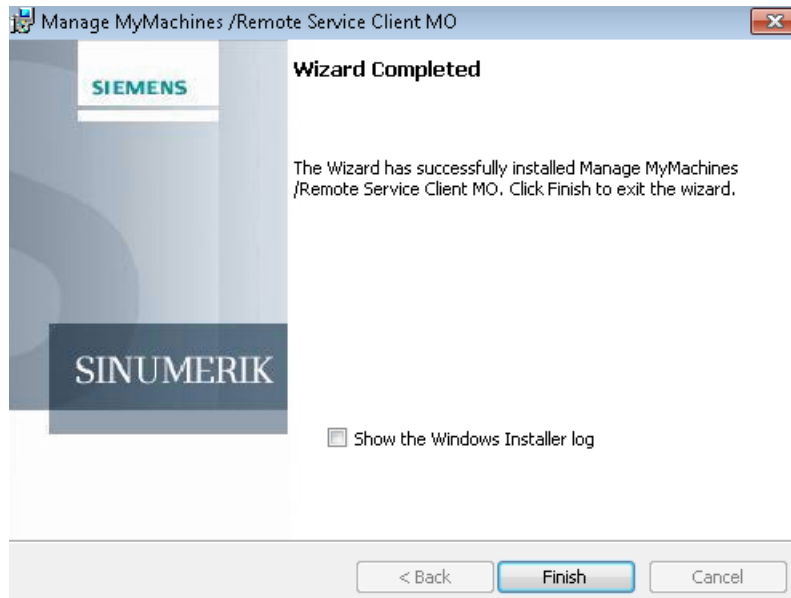 Manage MyMachines /Remote Service Client MO
SIEMENS
Wizard Completed
The Wizard has successfully installed Manage MyMachines
/Remote Service Client MO. Click Finish to exit the wizard.
SINUMERIK
Show the Windows Installer log
< Back
Finish
Cancel